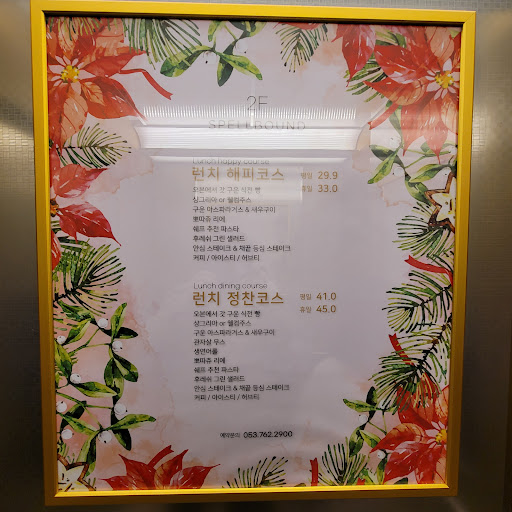 2F
SPELLBOUND
Lunch happy course
런치 해피코스 평일 29.9
휴일 33.0
오븐에서 갓 구운 식전 빵
샹그리아 or 웰컴주스
구운 아스파라거스 & 새우구이
뽀따쥬 리에
쉐프 추천 파스타
후레쉬 그린 샐러드
안심 스테이크 & 채끝 등심 스테이크
커피 / 아이스티 / 허브티
Lunch dining course
런치 정찬코스 평일 41.0
휴일 45.0
오븐에서 갓 구운 식전 빵
샹그리아 or 웰컴주스
구운 아스파라거스 & 새우구이
관자살 무스
생연어롤
뽀따쥬 리에
쉐프 추천 파스타
후레쉬 그린 샐러드
안심 스테이크 & 채끝 등심 스테이크
커피 / 아이스티 / 허브티
예약문의 053.762.2900